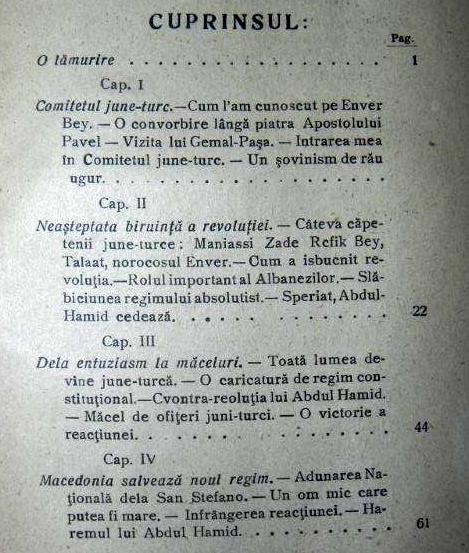 CUPRINSUL:
Pag.
O tămurire . . . . . . . . . . . . . . . . . 1
Cap. I
Comitetul june-turc.—Cum l'am cunoscut pe Enver
Bey. — O convorbire lângă piatra Apostolului
Pavel — Vizita lui Gemal-Paşa. — Intrarea mea
în Comitetul june-turc. — Un şovinism de rău
ugur. . . . . . . . . . . . . . . . . .
Cap. II
Neaşteptata biruinţă a revoluţiei. — Câteva căpe-
tenii june-turce: Maniassi Zade Refik Bey,
Talaat, norocosul Enver.—Cum a isbucnit re-
voluţia.—Rolul important al Albanezilor.— Slă-
biciunea regimului absolutist.— Speriat, Abdul-
Hamid cedează. . . . . . . . . . . . . 22
Cap. III
Dela entuziasm la măceluri. — Toată lumea de-
vine june-turcă. — O caricatură de regim con-
stituţional.—Cvontra-reoluţia lui Abdul Hamid.
— Măcel de ofiţeri juni-turci. — O victorie a
reacţiunei. . . . . . . . . . . . . . . . 44
Cap. IV
Macedonia salvează noul regim. — Adunarea Na-
ţională dela San Stefano. — Un om mic care
putea fi mare. — Infrângerea reacţiunei. — Ha-
remul lui Abdul Hamid. . . . . . . . . . . 61